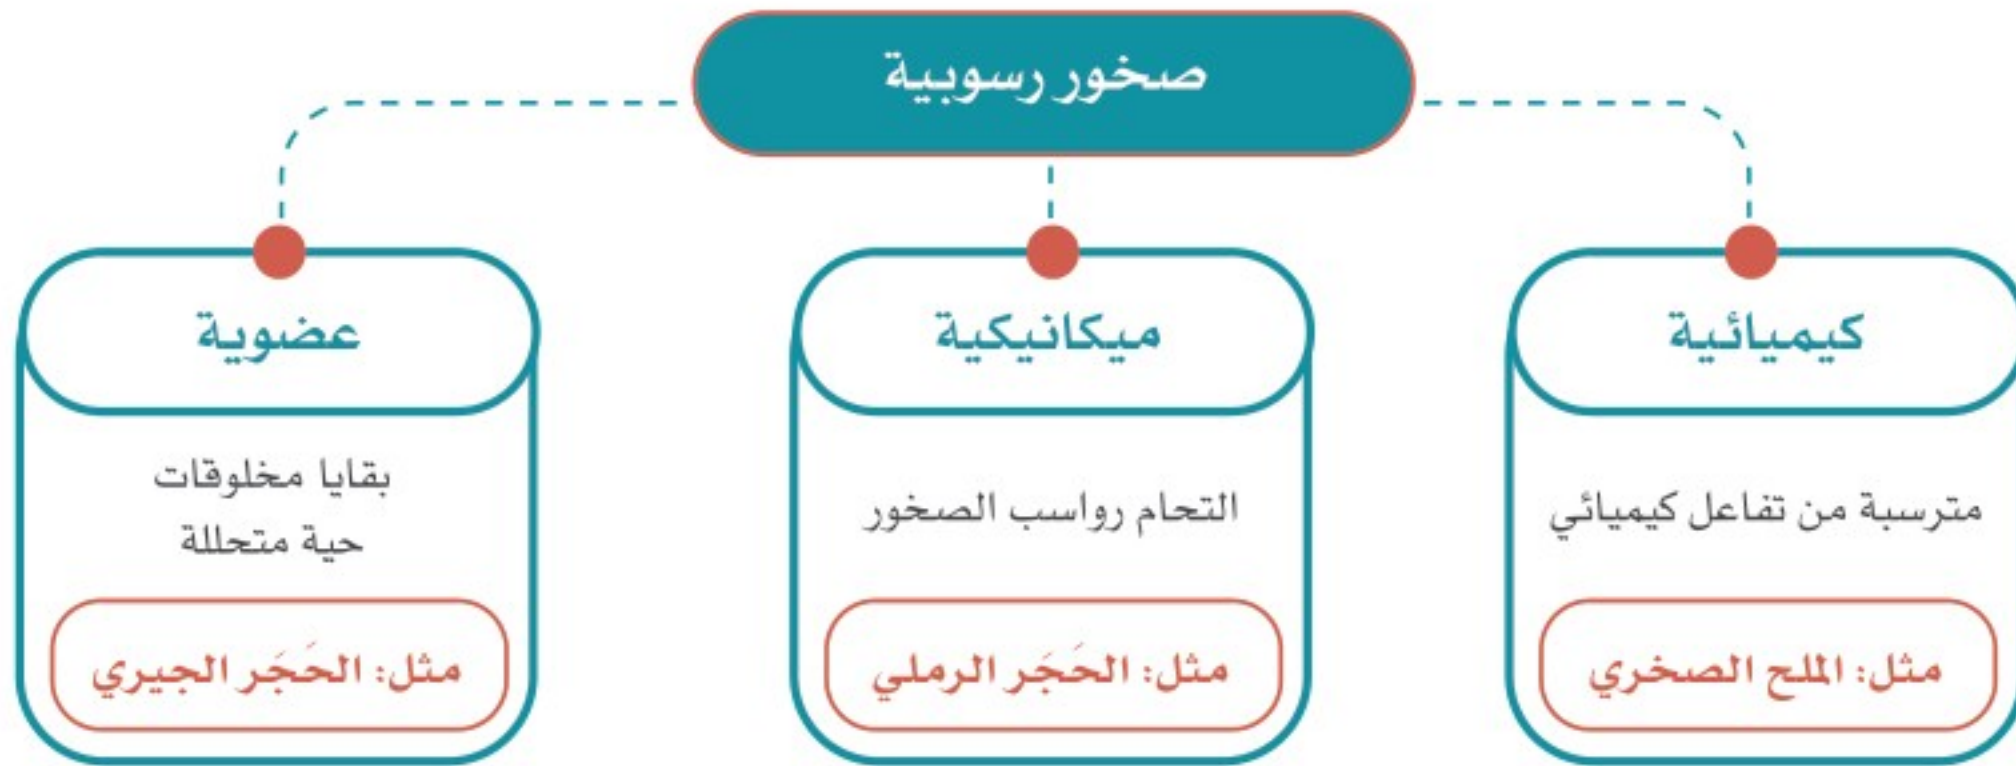 صخور رسوبية
كيميائية
مترسبة من تفاعل كيميائي
مثل: الملح الصخري
ميكانيكية
التحام رواسب الصخور
مثل: الحَجَر الرملي
عضوية
بقايا مخلوقات
حية متحللة
مثل: الحَجَر الجيري